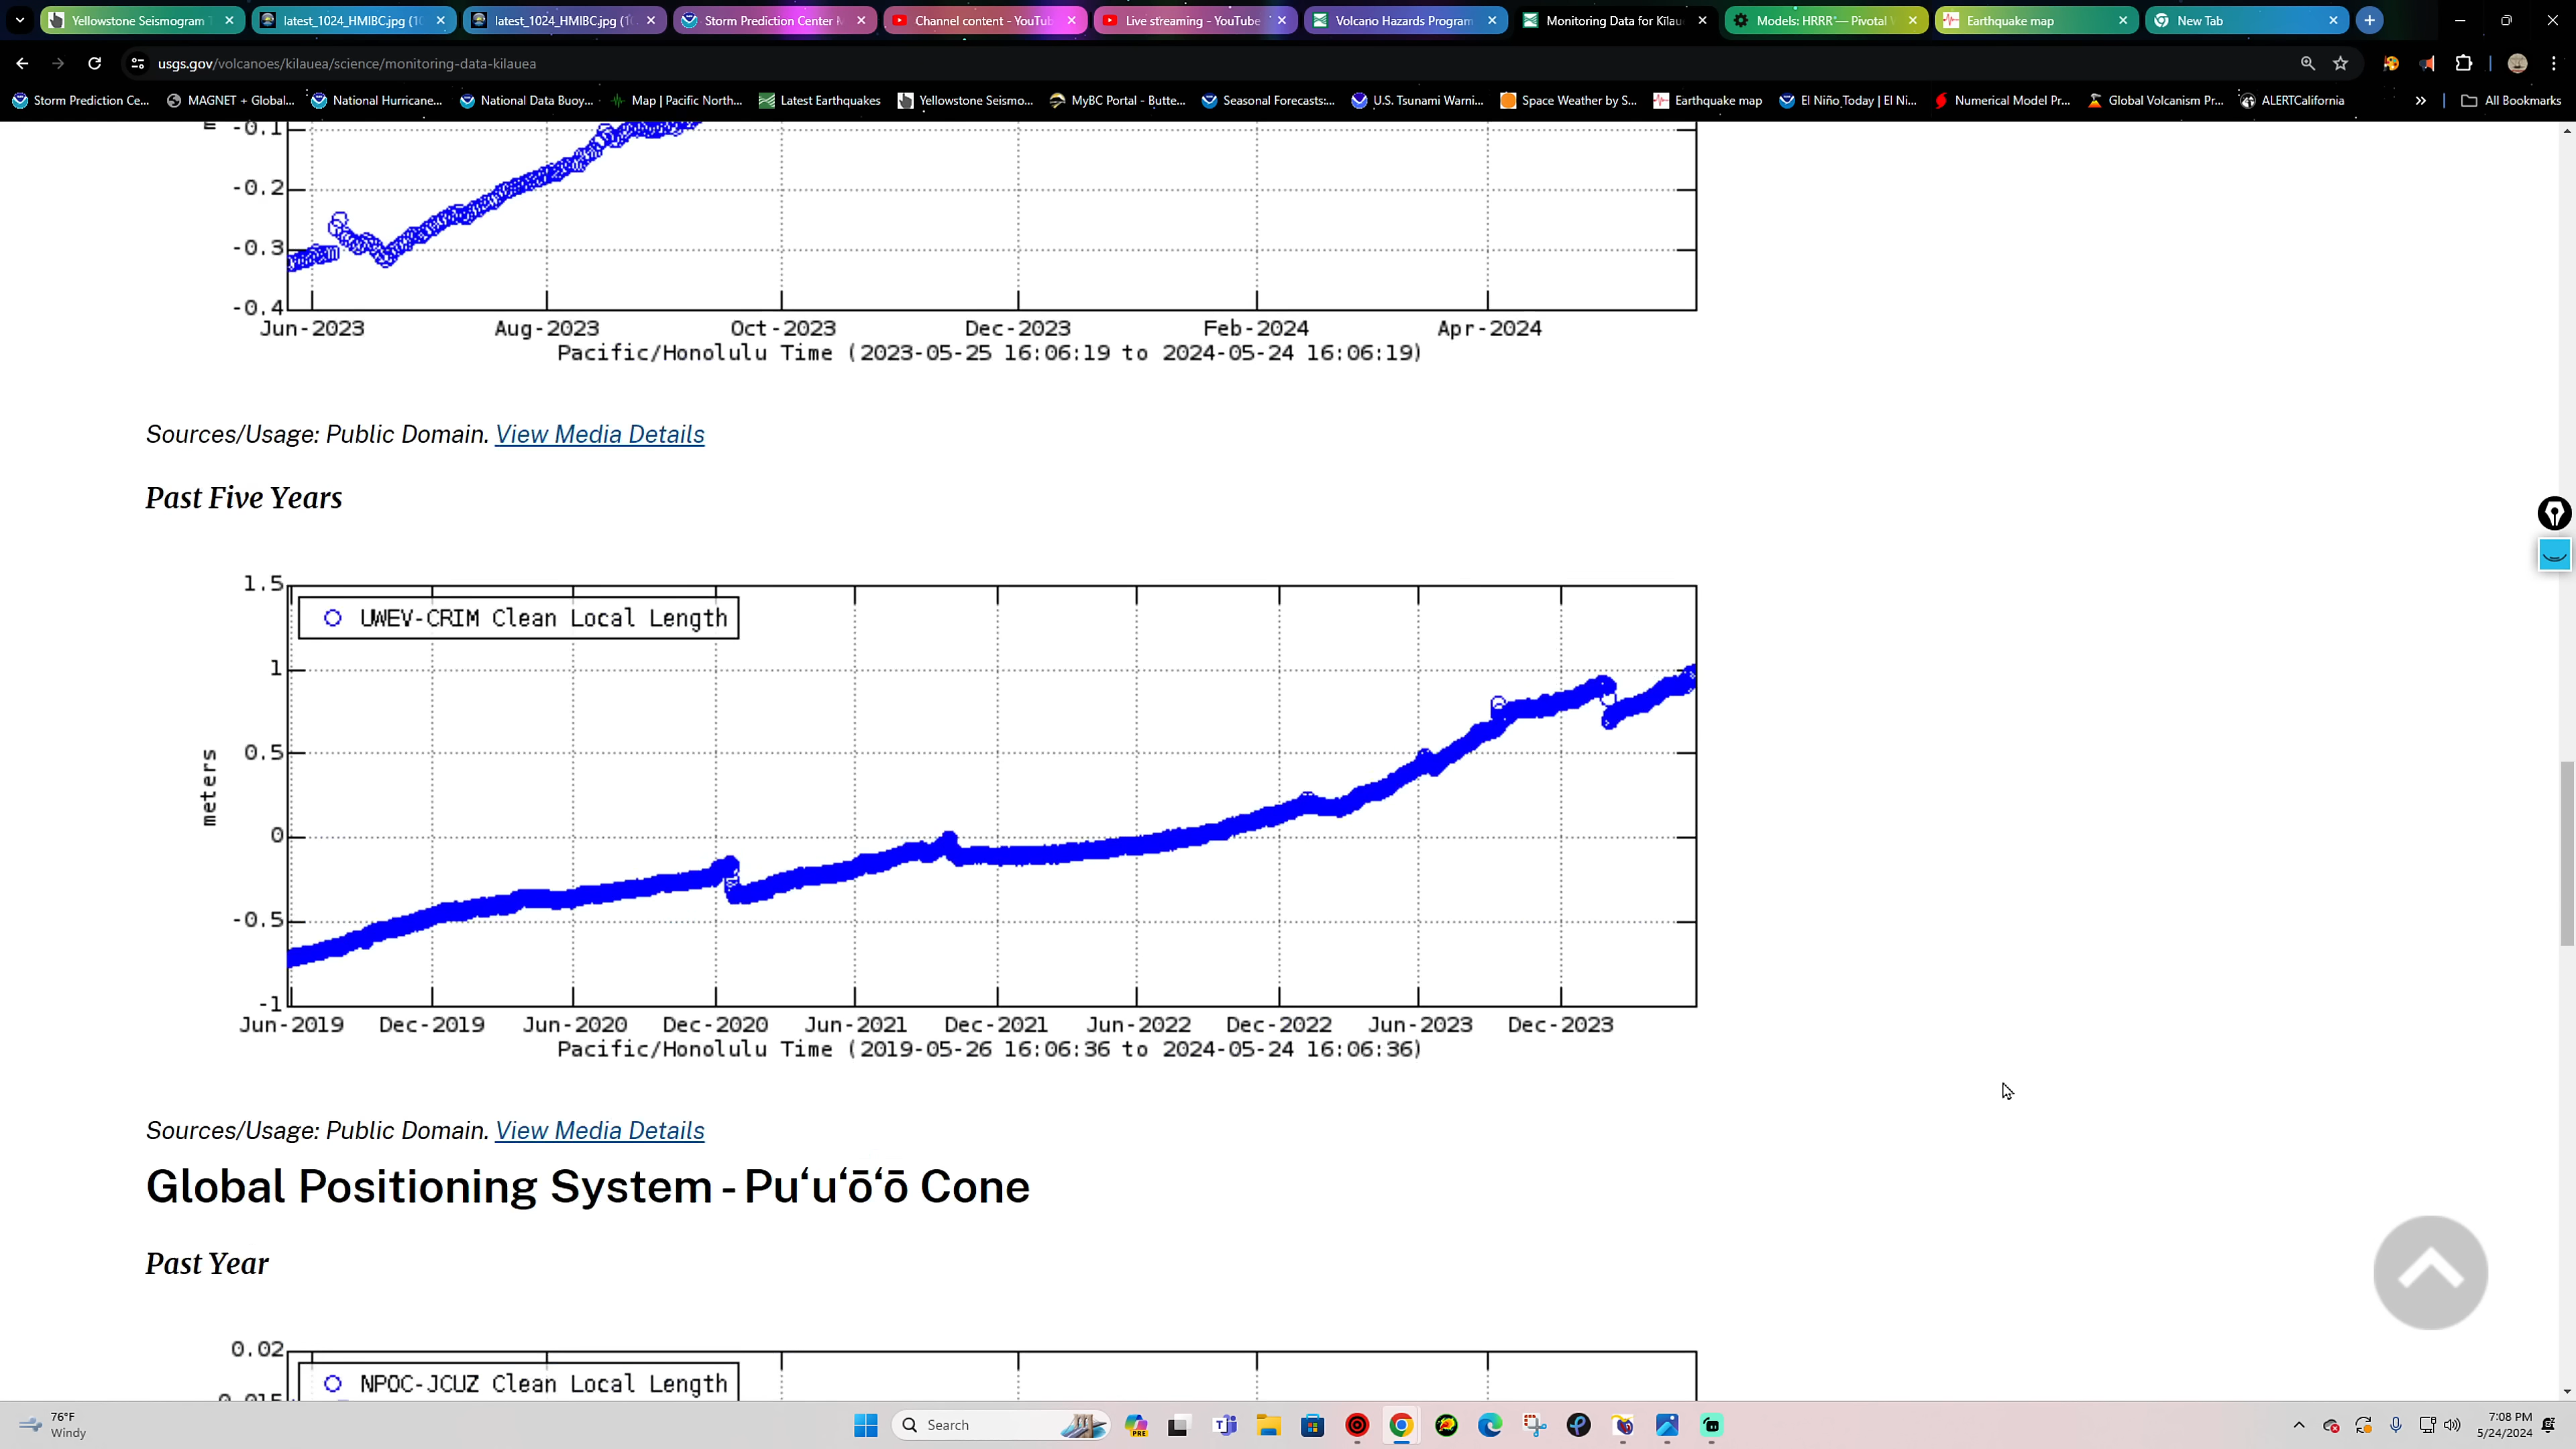 Yellowstone Seismogram
latest_1024_HMIBC.jpg (10
latest_1024_HMIBC.jpg (1
Storm Prediction Center
Channel content - YouTub
Live streaming - YouTube
Volcano Hazards Program
Monitoring Data for Kīlau
Models: HRRR — Pivotal
Earthquake map
New Tab
usgs.gov/volcanoes/kilauea/science/monitoring-data-kilauea
Storm Prediction Ce...
MAGNET + Global...
National Hurricane...
National Data Buoy...
Map | Pacific North...
Latest Earthquakes
Yellowstone Seismo...
MyBC Portal - Butte...
Seasonal Forecasts:...
U.S. Tsunami Warni...
Space Weather by S...
Earthquake map
El Niño Today | El Ni...
Numerical Model Pr...
Global Volcanism Pr...
ALERTCalifornia
All Bookmarks
-0.1
-0.2
-0.3
-0.4
Jun-2023 Aug-2023 Oct-2023 Dec-2023 Feb-2024 Apr-2024
Pacific/Honolulu Time (2023-05-25 16:06:19 to 2024-05-24 16:06:19)
Sources/Usage: Public Domain. View Media Details
Past Five Years
1.5
UWEV-CRIM Clean Local Length
1
0.5
meters
0
-0.5
-1
Jun-2019 Dec-2019 Jun-2020 Dec-2020 Jun-2021 Dec-2021 Jun-2022 Dec-2022 Jun-2023 Dec-2023
Pacific/Honolulu Time (2019-05-26 16:06:36 to 2024-05-24 16:06:36)
Sources/Usage: Public Domain. View Media Details
Global Positioning System - Pu‘u‘ō‘ō Cone
Past Year
0.02
NPOC-JCUZ Clean Local Length
0.015
76°F
Windy
Search
PRE
7:08 PM
5/24/2024